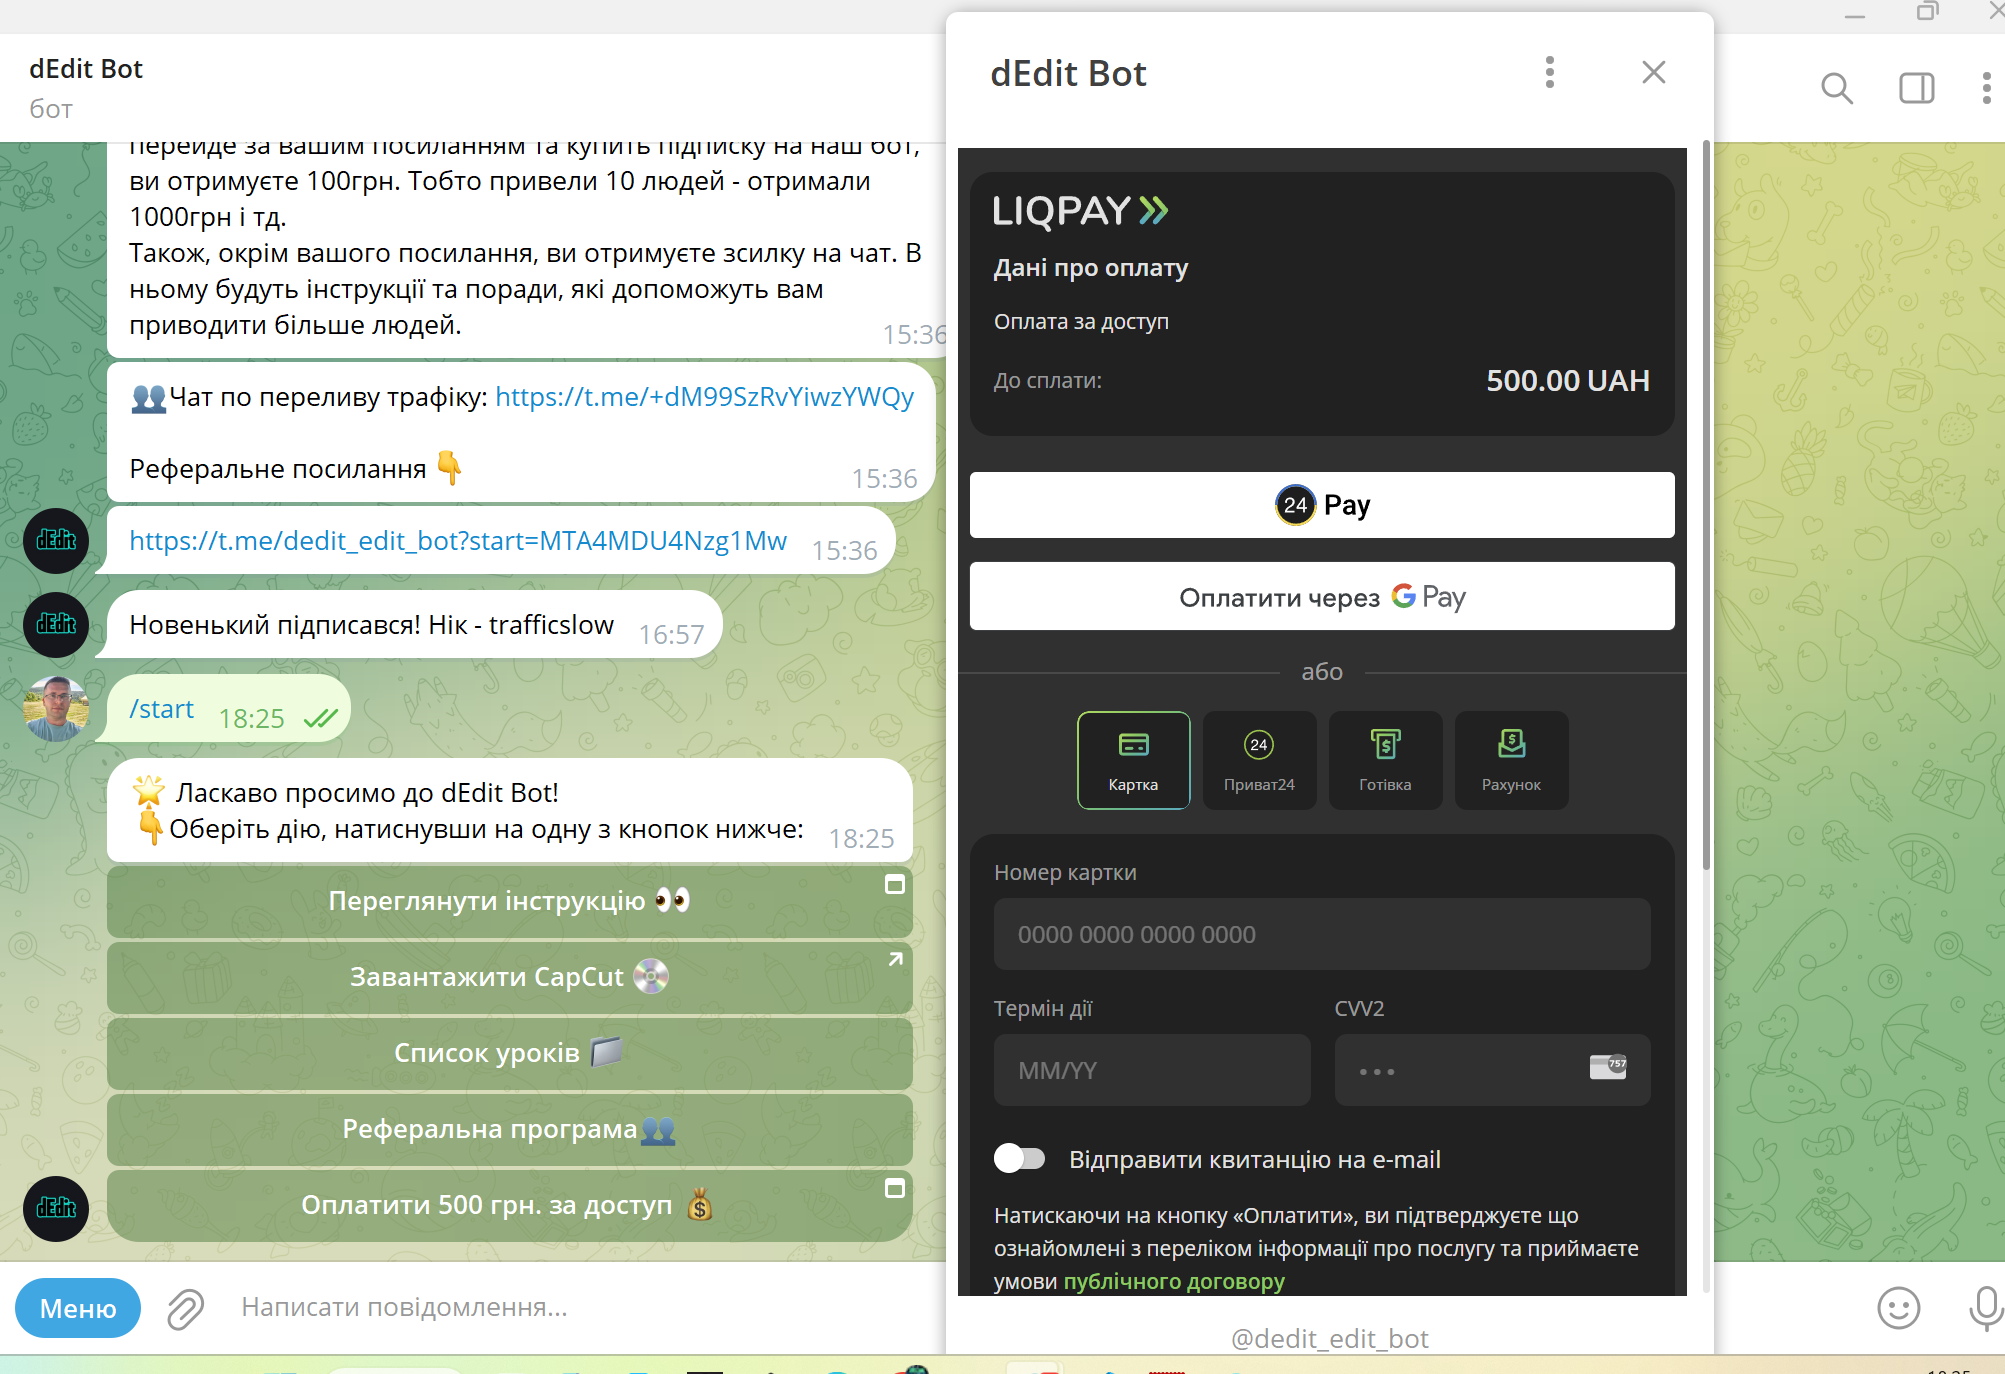 dEdit Bot
бот
перейде за вашим посиланням та купить підписку на наш бот,
ви отримуєте 100грн. Тобто привели 10 людей - отримали
1000грн і тд.
Також, окрім вашого посилання, ви отримуєте зсилку на чат. В
ньому будуть інструкції та поради, які допоможуть вам
приводити більше людей.
15:36
👥Чат по переливу трафіку: https://t.me/+dM99SzRvYiwzYWQy
Реферальне посилання 👇
15:36
dEdit
https://t.me/dedit_edit_bot?start=MTA4MDU4Nzg1Mw
15:36
dEdit
Новенький підписався! Нік - trafficslow
16:57
/start
18:25
🌟 Ласкаво просимо до dEdit Bot!
👇Оберіть дію, натиснувши на одну з кнопок нижче:
18:25
Переглянути інструкцію 👀
Завантажити CapCut 💿
Список уроків 📁
Реферальна програма👥
dEdit
Оплатити 500 грн. за доступ 💰
Меню
Написати повідомлення...
dEdit Bot
LIQPAY
Дані про оплату
Оплата за доступ
До сплати:
500.00 UAH
24 Pay
Оплатити через G Pay
або
Картка
24
Приват24
Готівка
Рахунок
Номер картки
0000 0000 0000 0000
Термін дії
CVV2
MM/YY
757
Відправити квитанцію на e-mail
Натискаючи на кнопку «Оплатити», ви підтверджуєте що
ознайомлені з переліком інформації про послугу та приймаєте
умови публічного договору
@dedit_edit_bot